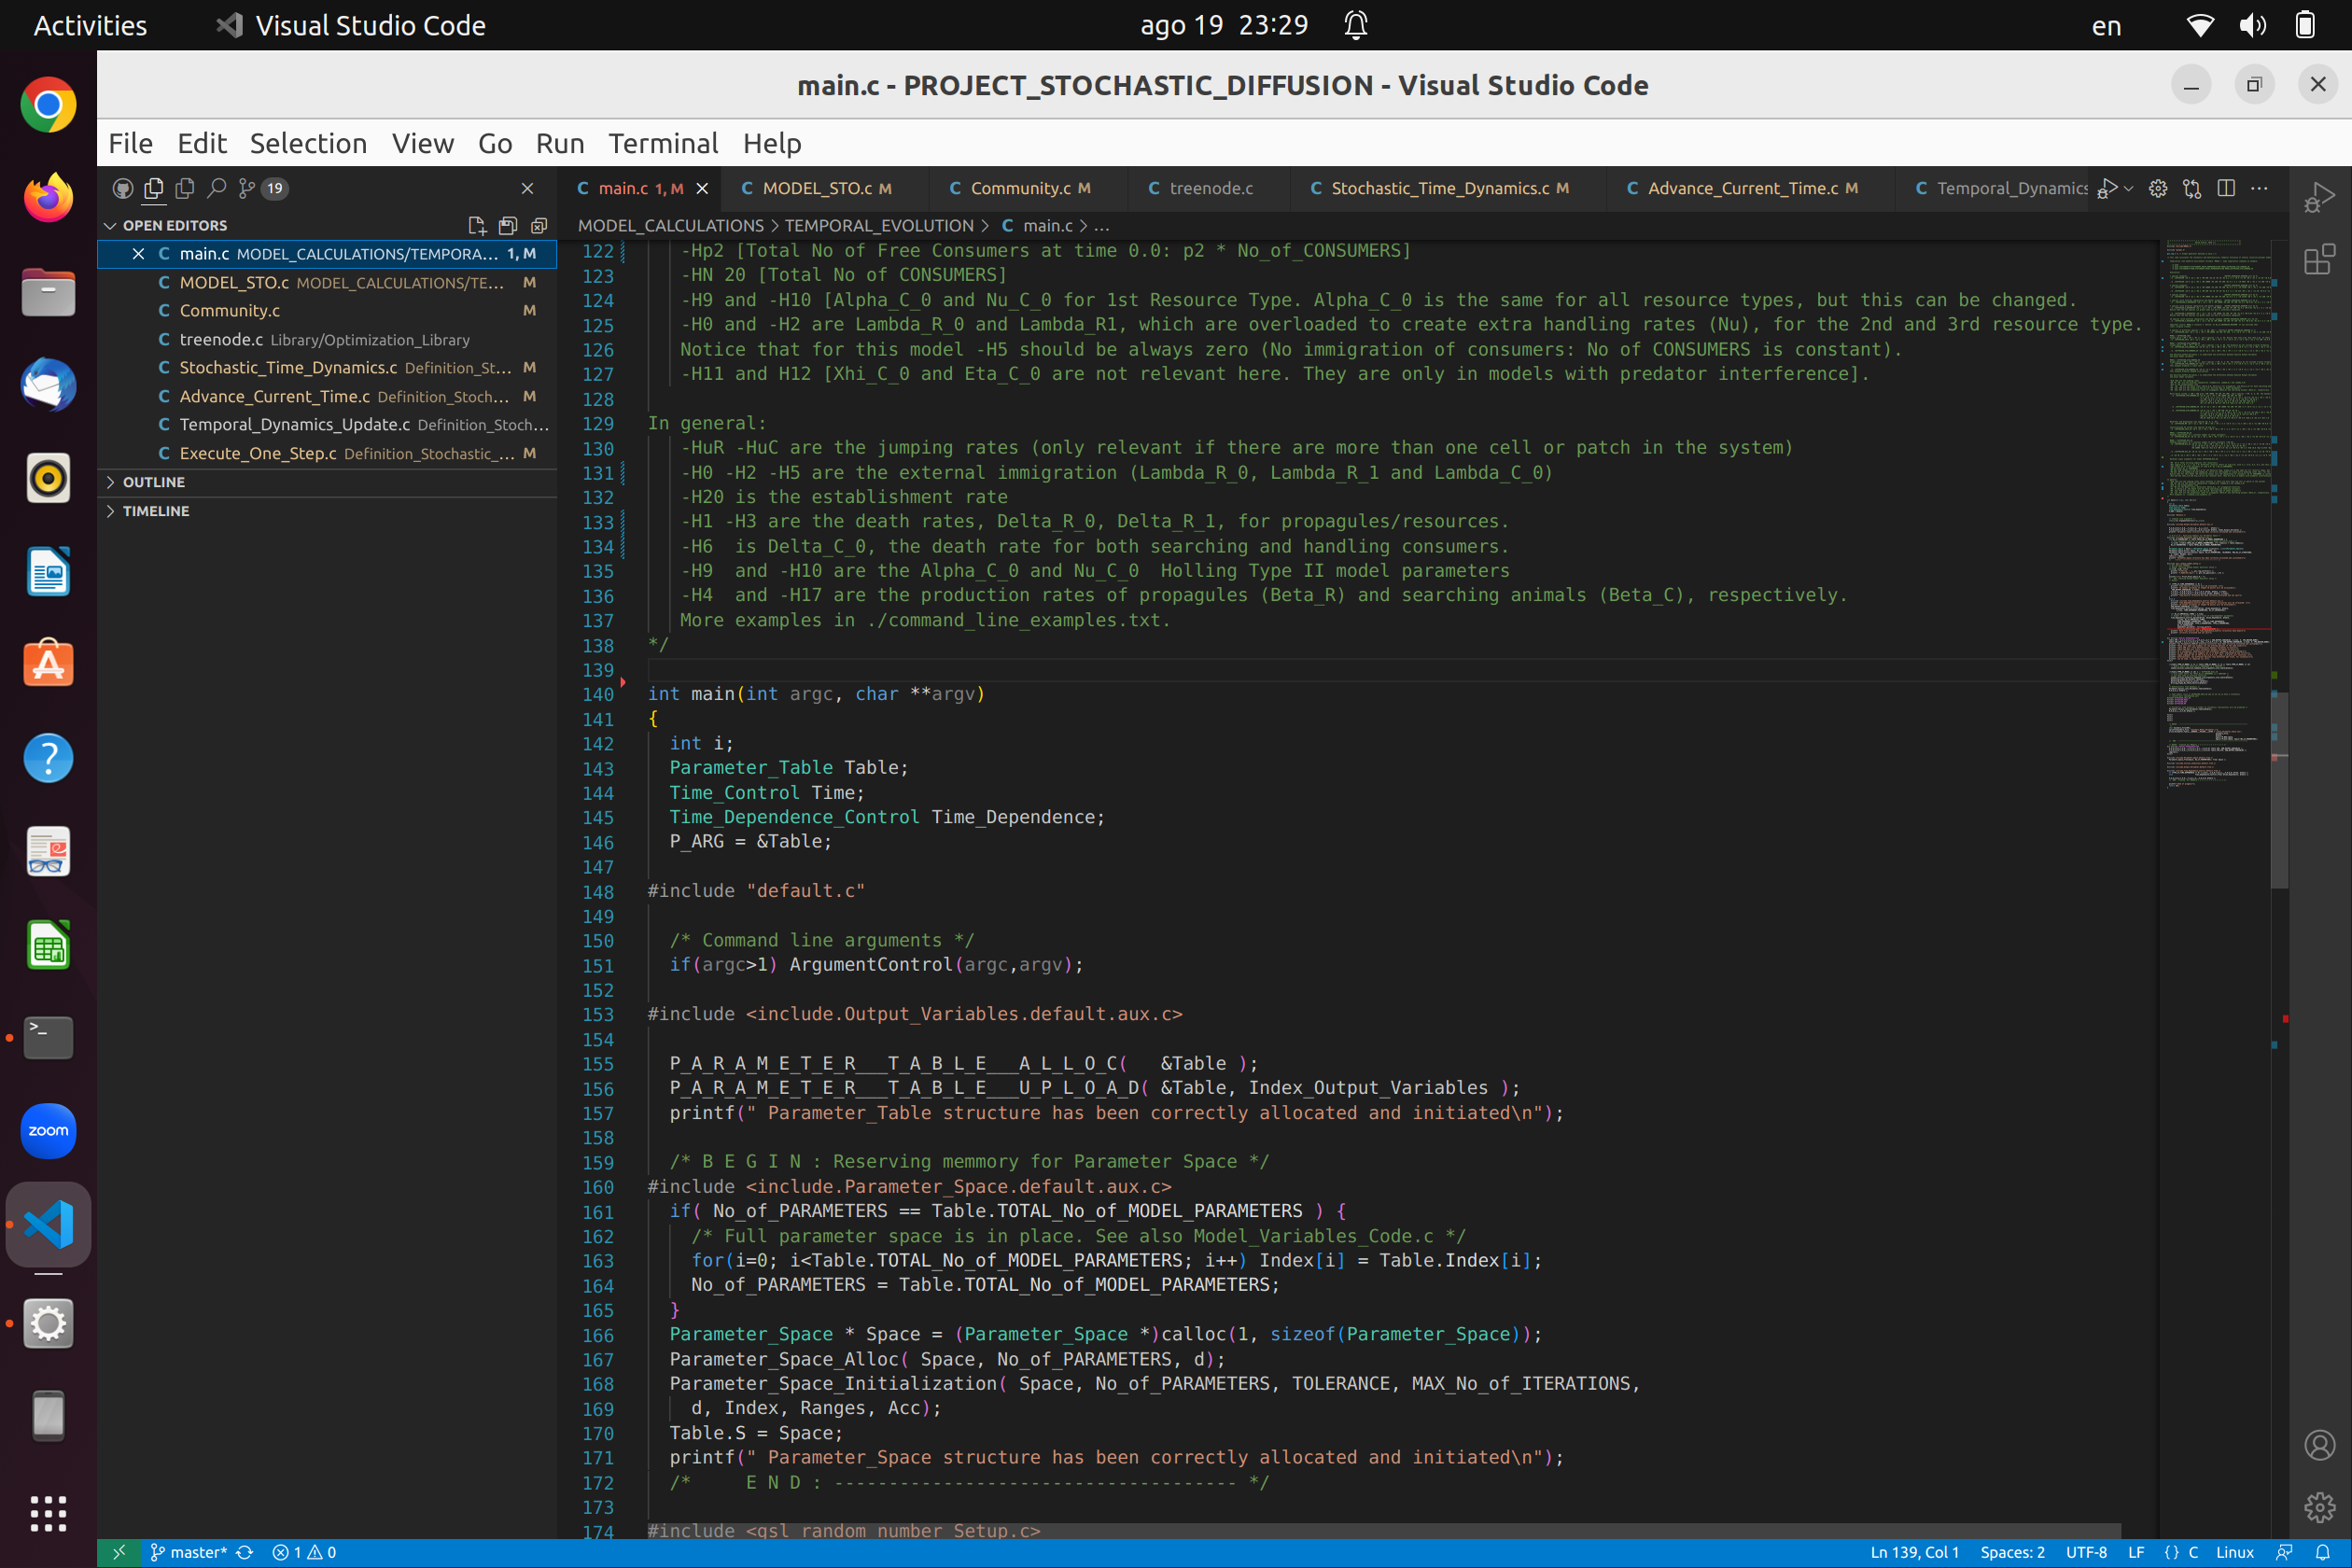 Activities
Visual Studio Code
ago 19 23:29
en
main.c - PROJECT_STOCHASTIC_DIFFUSION - Visual Studio Code
File Edit Selection View Go Run Terminal Help
19
main.c 1, M
MODEL_STO.c M
Community.c M
treenode.c
Stochastic_Time_Dynamics.c M
Advance_Current_Time.c M
Temporal_Dynamics
OPEN EDITORS
main.c MODEL_CALCULATIONS/TEMPORA... 1, M
MODEL_STO.c MODEL_CALCULATIONS/TE... M
Community.c M
treenode.c Library/Optimization_Library
Stochastic_Time_Dynamics.c Definition_St... M
Advance_Current_Time.c Definition_Stoch... M
Temporal_Dynamics_Update.c Definition_Stoch...
Execute_One_Step.c Definition_Stochastic_... M
OUTLINE
TIMELINE
MODEL_CALCULATIONS > TEMPORAL_EVOLUTION > C main.c > ...
122 -Hp2 [Total No of Free Consumers at time 0.0: p2 * No_of_CONSUMERS]
123 -HN 20 [Total No of CONSUMERS]
124 -H9 and -H10 [Alpha_C_0 and Nu_C_0 for 1st Resource Type. Alpha_C_0 is the same for all resource types, but this can be changed.
125 -H0 and -H2 are Lambda_R_0 and Lambda_R1, which are overloaded to create extra handling rates (Nu), for the 2nd and 3rd resource type.
126 Notice that for this model -H5 should be always zero (No immigration of consumers: No of CONSUMERS is constant).
127 -H11 and H12 [Xhi_C_0 and Eta_C_0 are not relevant here. They are only in models with predator interference].
128
129 In general:
130 -HuR -HuC are the jumping rates (only relevant if there are more than one cell or patch in the system)
131 -H0 -H2 -H5 are the external immigration (Lambda_R_0, Lambda_R_1 and Lambda_C_0)
132 -H20 is the establishment rate
133 -H1 -H3 are the death rates, Delta_R_0, Delta_R_1, for propagules/resources.
134 -H6 is Delta_C_0, the death rate for both searching and handling consumers.
135 -H9 and -H10 are the Alpha_C_0 and Nu_C_0 Holling Type II model parameters
136 -H4 and -H17 are the production rates of propagules (Beta_R) and searching animals (Beta_C), respectively.
137 More examples in ./command_line_examples.txt.
138 */
139
140 int main(int argc, char **argv)
141 {
142 int i;
143 Parameter_Table Table;
144 Time_Control Time;
145 Time_Dependence_Control Time_Dependence;
146 P_ARG = &Table;
147
148 #include "default.c"
149
150 /* Command line arguments */
151 if(argc>1) ArgumentControl(argc,argv);
152
153 #include <include.Output_Variables.default.aux.c>
154
155 P_A_R_A_M_E_T_E_R___T_A_B_L_E___A_L_L_O_C( &Table );
156 P_A_R_A_M_E_T_E_R___T_A_B_L_E___U_P_L_O_A_D( &Table, Index_Output_Variables );
157 printf(" Parameter_Table structure has been correctly allocated and initiated\n");
158
159 /* B E G I N : Reserving memmory for Parameter Space */
160 #include <include.Parameter_Space.default.aux.c>
161 if( No_of_PARAMETERS == Table.TOTAL_No_of_MODEL_PARAMETERS ) {
162 /* Full parameter space is in place. See also Model_Variables_Code.c */
163 for(i=0; i<Table.TOTAL_No_of_MODEL_PARAMETERS; i++) Index[i] = Table.Index[i];
164 No_of_PARAMETERS = Table.TOTAL_No_of_MODEL_PARAMETERS;
165 }
166 Parameter_Space * Space = (Parameter_Space *)calloc(1, sizeof(Parameter_Space));
167 Parameter_Space_Alloc( Space, No_of_PARAMETERS, d);
168 Parameter_Space_Initialization( Space, No_of_PARAMETERS, TOLERANCE, MAX_No_of_ITERATIONS,
169 d, Index, Ranges, Acc);
170 Table.S = Space;
171 printf(" Parameter_Space structure has been correctly allocated and initiated\n");
172 /* E N D : ------------------------------------- */
173
174 #include <gsl_random_number_Setup.c>
zoom
master*
1 0
Ln 139, Col 1
Spaces: 2
UTF-8
LF
{} C
Linux